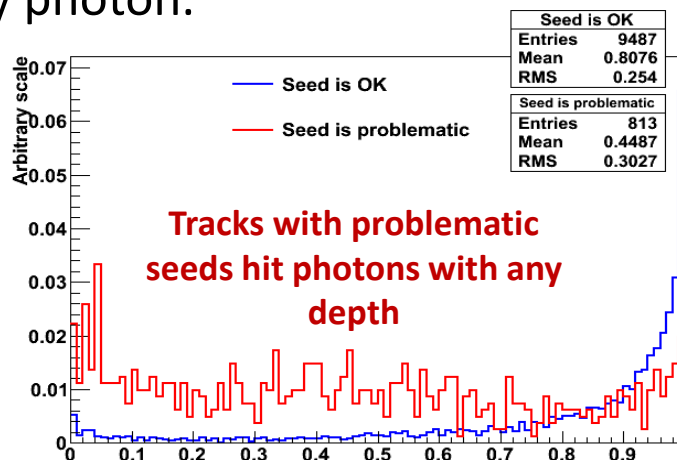 y photon.
Seed is OK
Entries 9487
Mean 0.8076
RMS 0.254
Seed is problematic
Entries 813
Mean 0.4487
RMS 0.3027
Arbitrary scale
Seed is OK
Seed is problematic
Tracks with problematic
seeds hit photons with any
depth
0.07
0.06
0.05
0.04
0.03
0.02
0.01
0
0 0.1 0.2 0.3 0.4 0.5 0.6 0.7 0.8 0.9